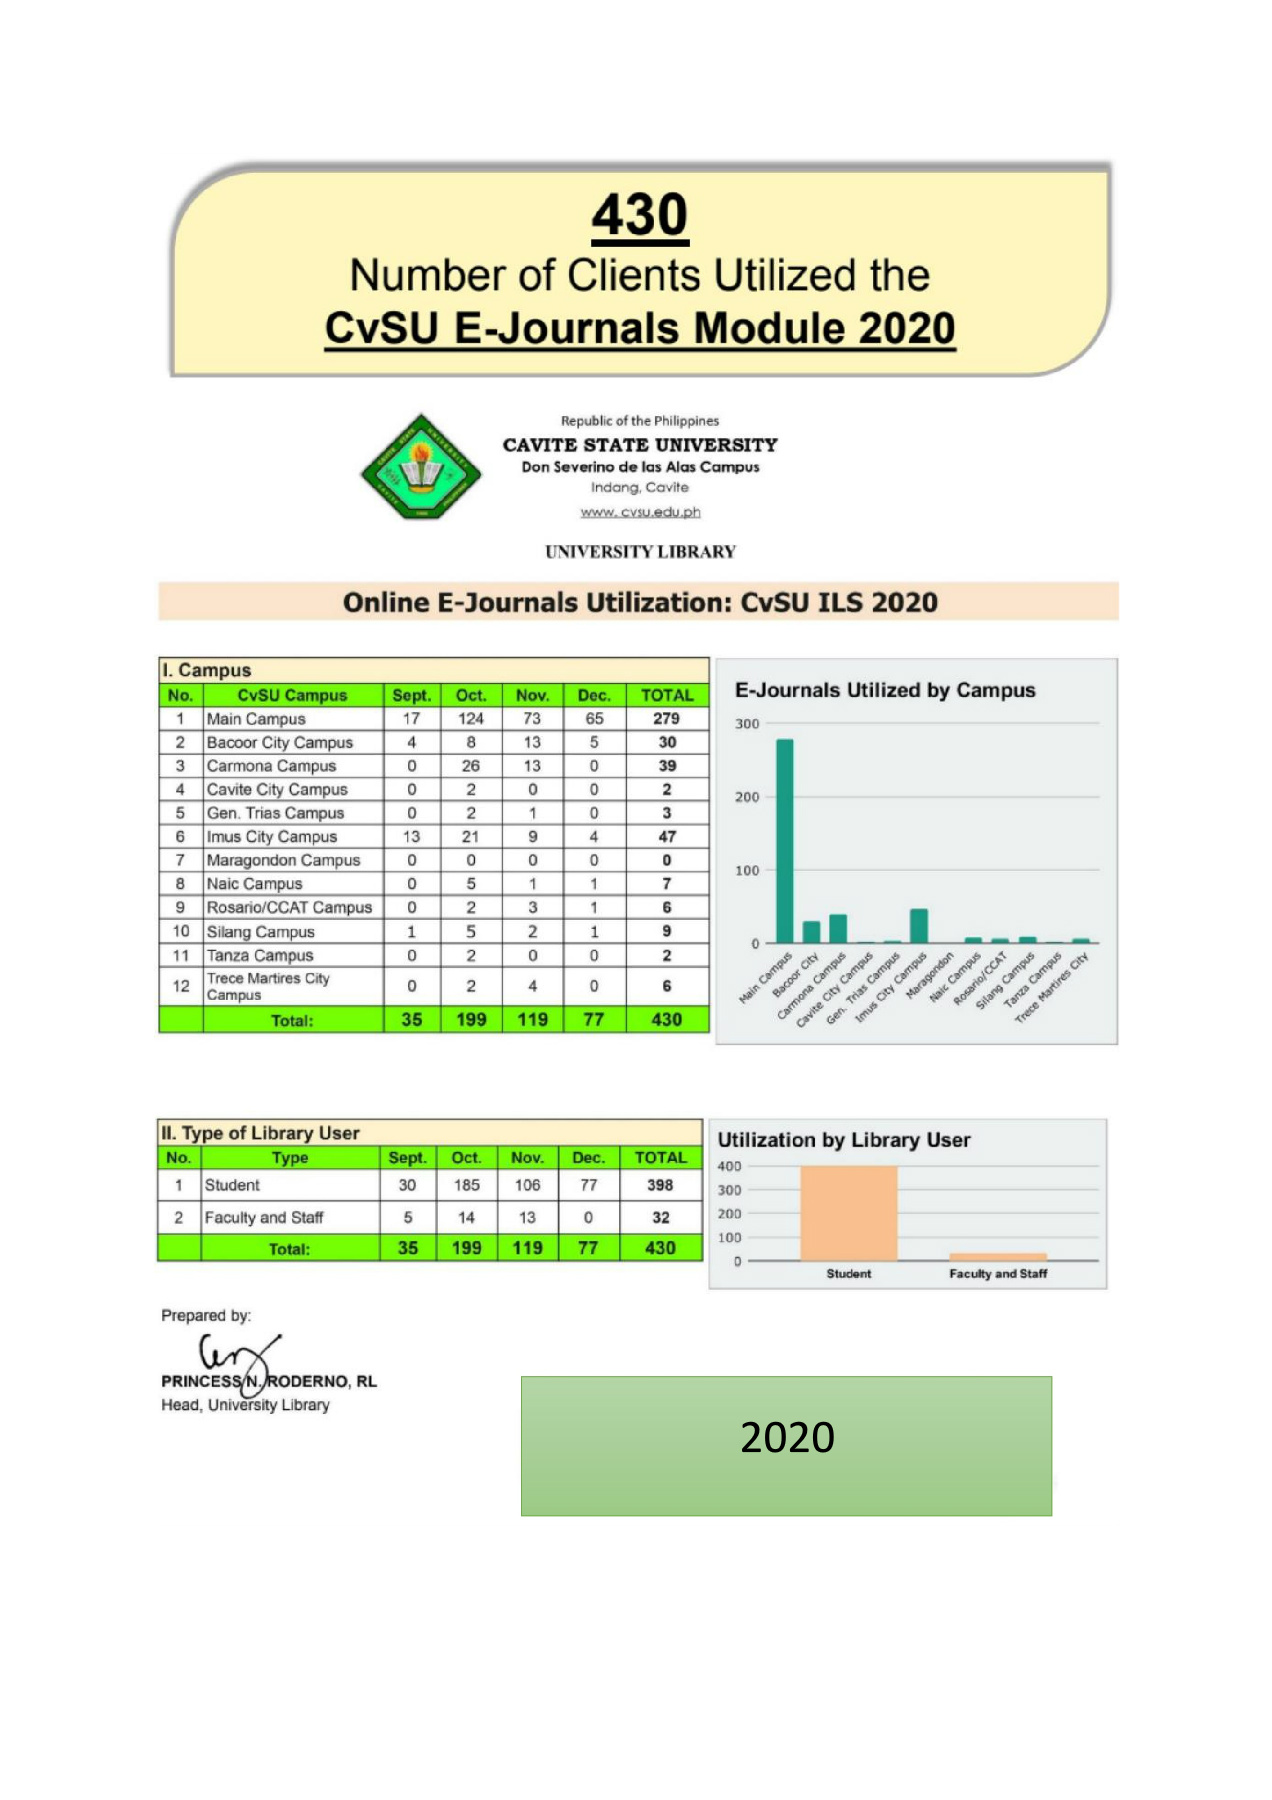 430
Number of Clients Utilized the
CvSU E-Journals Module 2020
Republic of the Philippines
CAVITE STATE UNIVERSITY
Don Severino de las Alas Campus
Indang, Cavite
www. cvsu.edu.ph
UNIVERSITY LIBRARY
Online E-Journals Utilization: CvSU ILS 2020
I. Campus
No. CvSU Campus Sept. Oct. Nov. Dec. TOTAL
1 Main Campus 17 124 73 65 279
2 Bacoor City Campus 4 8 13 5 30
3 Carmona Campus 0 26 13 0 39
4 Cavite City Campus 0 2 0 0 2
5 Gen. Trias Campus 0 2 1 0 3
6 Imus City Campus 13 21 9 4 47
7 Maragondon Campus 0 0 0 0 0
8 Naic Campus 0 5 1 1 7
9 Rosario/CCAT Campus 0 2 3 1 6
10 Silang Campus 1 5 2 1 9
11 Tanza Campus 0 2 0 0 2
12 Trece Martires City
Campus 0 2 4 0 6
Total: 35 199 119 77 430
E-Journals Utilized by Campus
300
200
100
0
Main Campus
Bacoor City
Carmona Campus
Cavite City Campus
Gen. Trias Campus
Imus City Campus
Maragondon
Naic Campus
Rosario/CCAT
Silang Campus
Tanza Campus
Trece Martires City
II. Type of Library User
No. Type Sept. Oct. Nov. Dec. TOTAL
1 Student 30 185 106 77 398
2 Faculty and Staff 5 14 13 0 32
Total: 35 199 119 77 430
Utilization by Library User
400
300
200
100
0
Student Faculty and Staff
Prepared by:
PRINCESS N. RODERNO, RL
Head, University Library
2020